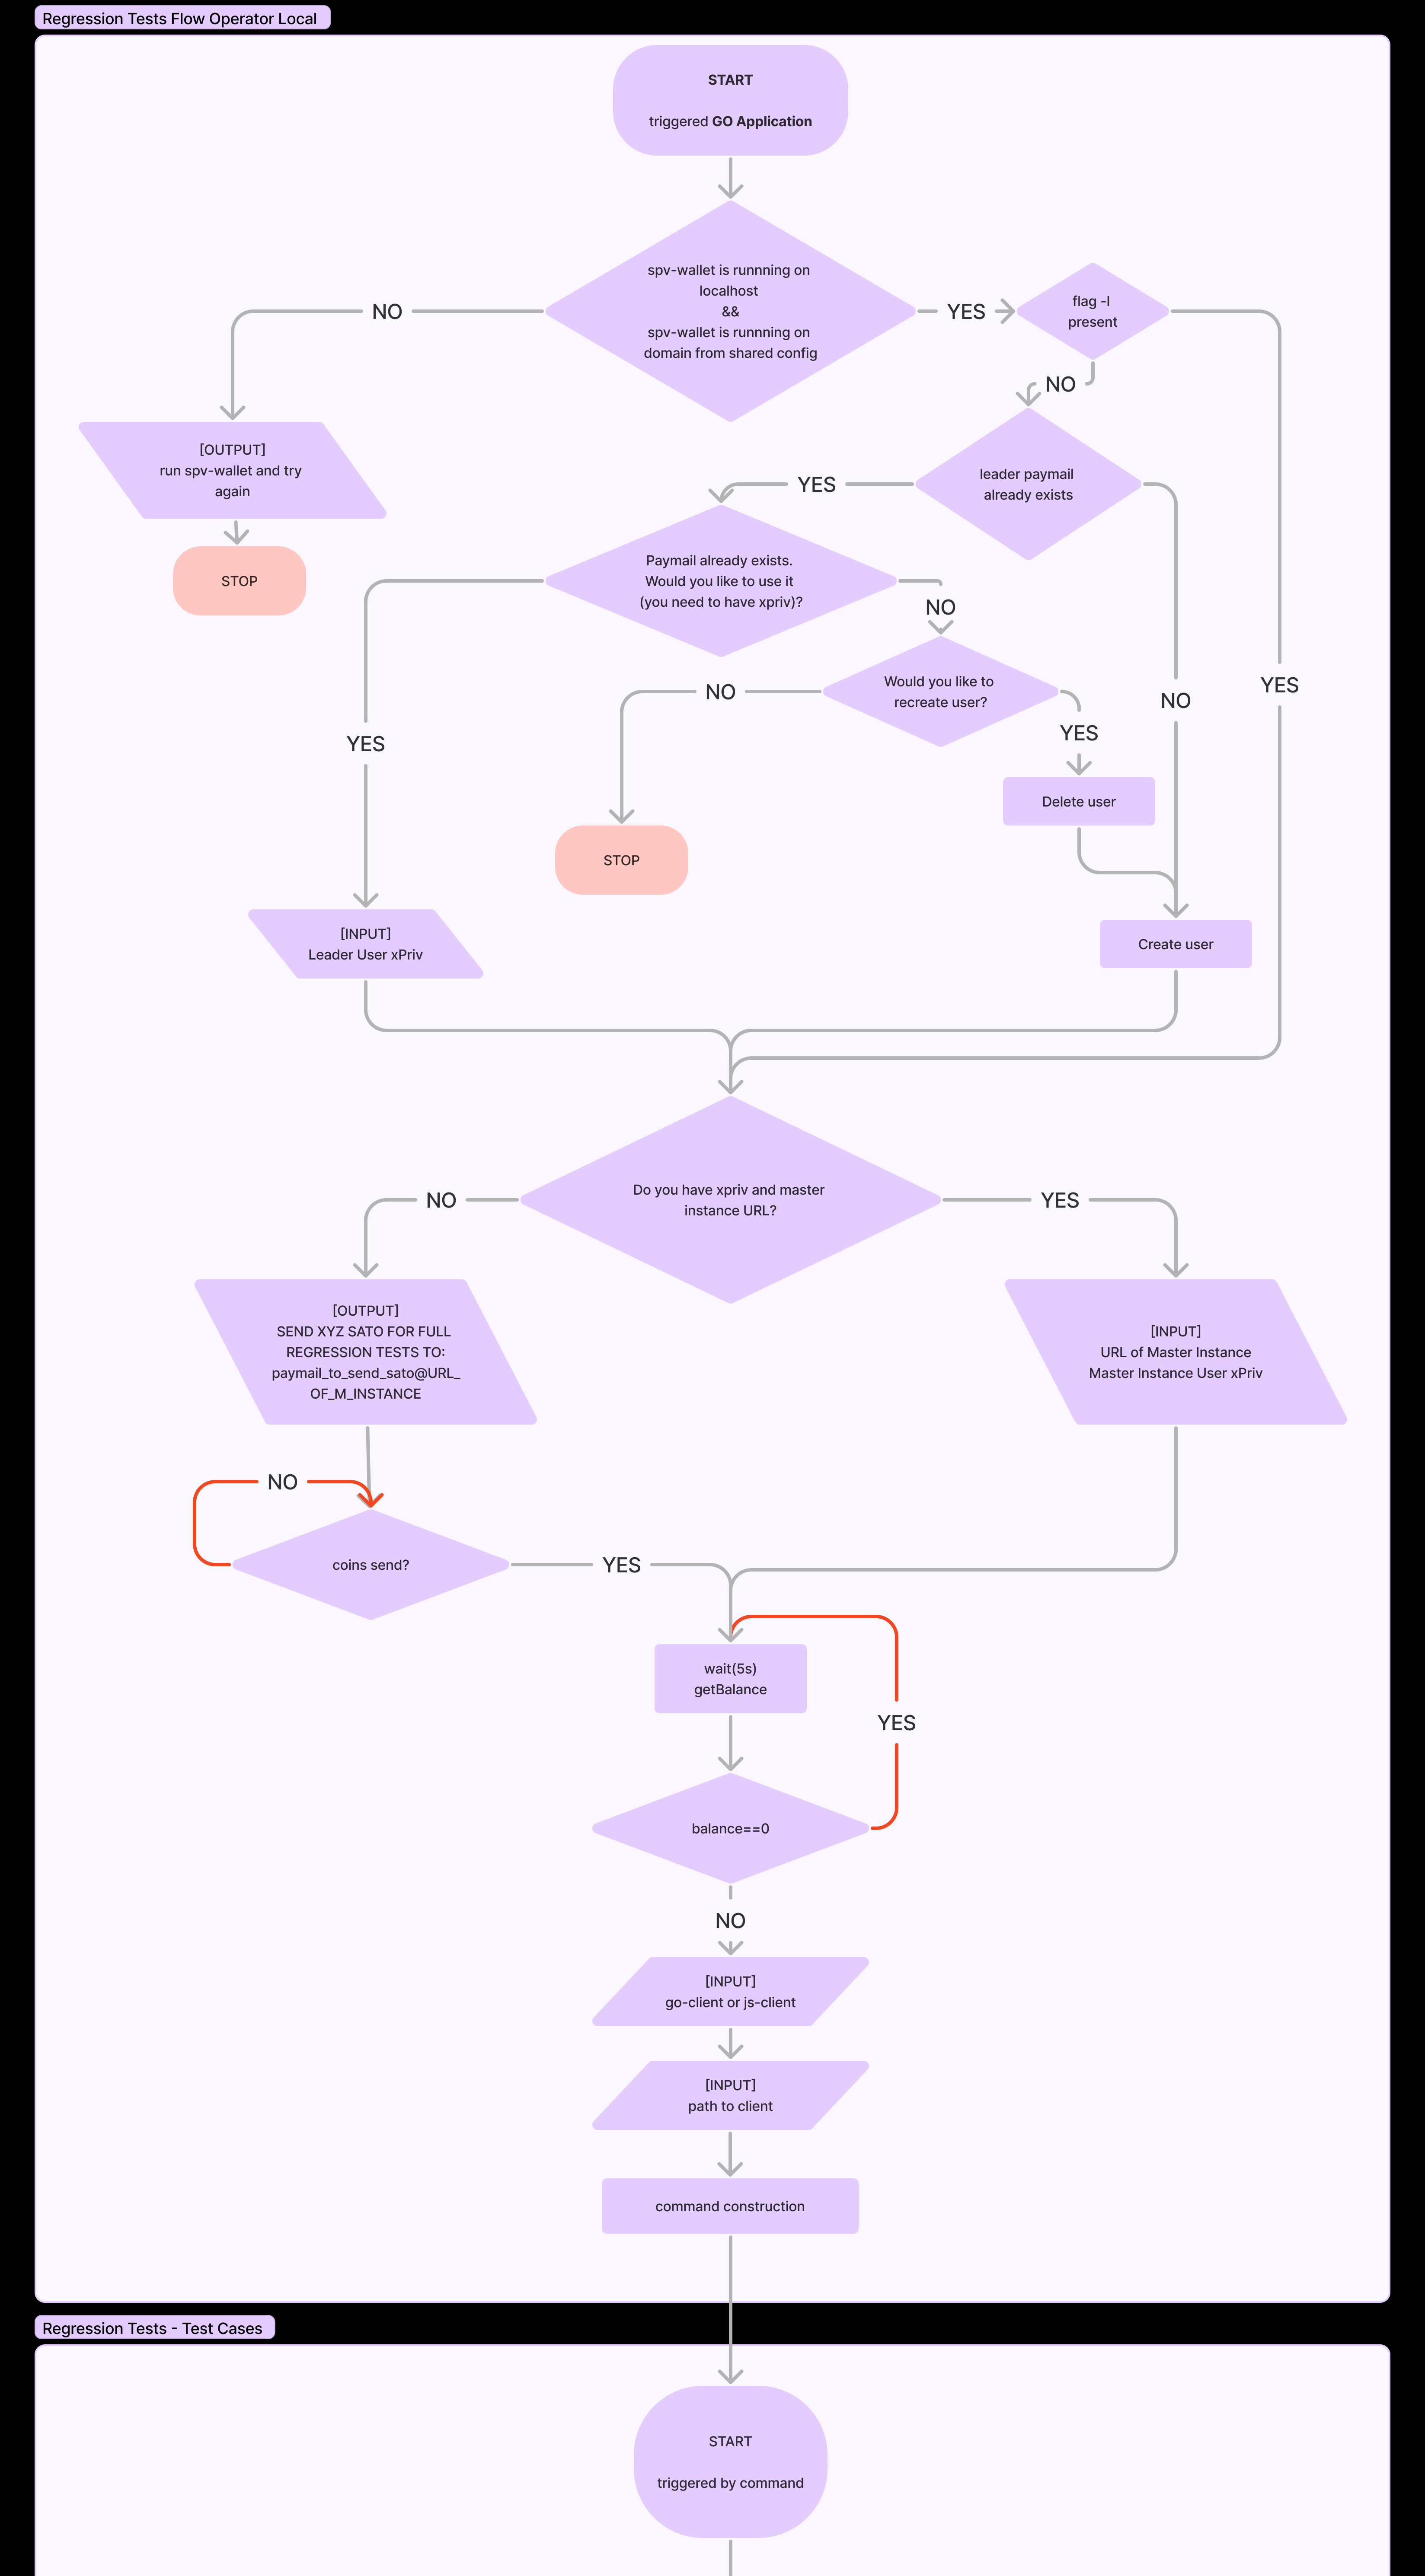 Regression Tests Flow Operator Local
START
triggered GO Application
spv-wallet is runnning on
localhost
&&
spv-wallet is runnning on
domain from shared config
NO
YES
flag -l
present
NO
YES
[OUTPUT]
run spv-wallet and try
again
STOP
leader paymail
already exists
YES
NO
Paymail already exists.
Would you like to use it
(you need to have xpriv)?
YES
NO
Would you like to
recreate user?
NO
YES
Delete user
STOP
[INPUT]
Leader User xPriv
Create user
Do you have xpriv and master
instance URL?
NO
YES
[OUTPUT]
SEND XYZ SATO FOR FULL
REGRESSION TESTS TO:
paymail_to_send_sato@URL_
OF_M_INSTANCE
[INPUT]
URL of Master Instance
Master Instance User xPriv
NO
coins send?
YES
wait(5s)
getBalance
YES
balance==0
NO
[INPUT]
go-client or js-client
[INPUT]
path to client
command construction
Regression Tests - Test Cases
START
triggered by command